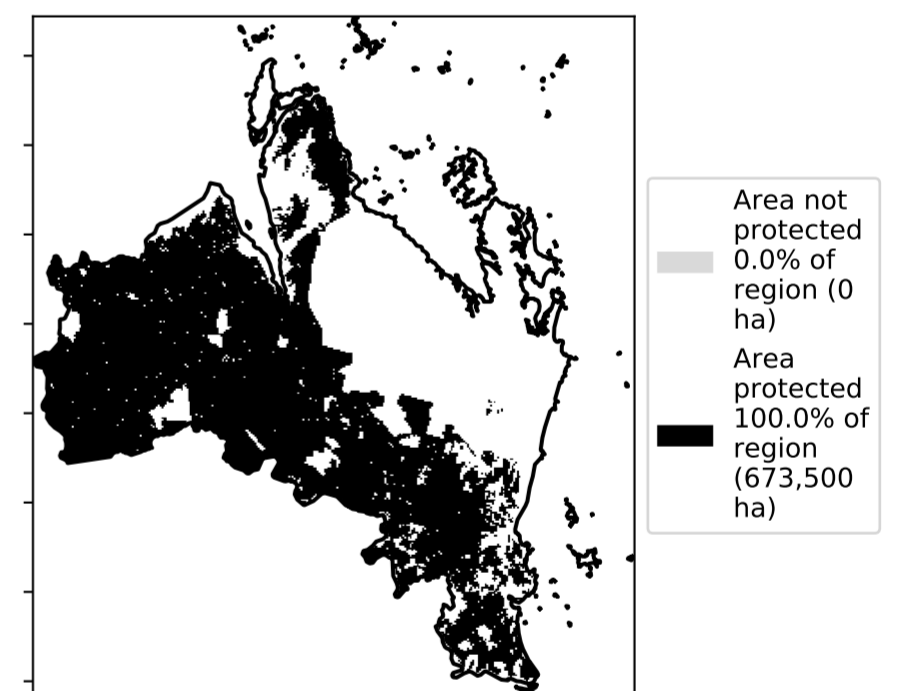 Area not
protected
0.0% of
region (0
ha)
Area
protected
100.0% of
region
(673,500
ha)